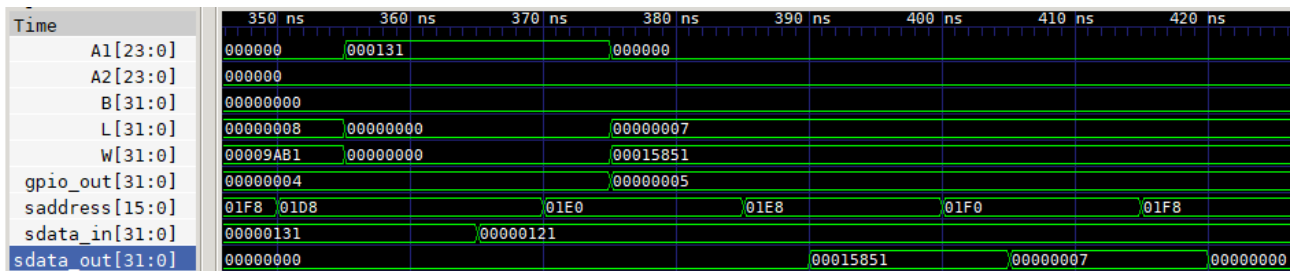 Time 350 ns 360 ns 370 ns 380 ns 390 ns 400 ns 410 ns 420 ns
A1[23:0] 000000 000131 000000
A2[23:0] 000000
B[31:0] 00000000
L[31:0] 00000008 00000000 00000007
W[31:0] 00009AB1 00000000 00015851
gpio_out[31:0] 00000004 00000005
saddress[15:0] 01F8 01D8 01E0 01E8 01F0 01F8
sdata_in[31:0] 00000131 00000121
sdata_out[31:0] 00000000 00015851 00000007 00000000